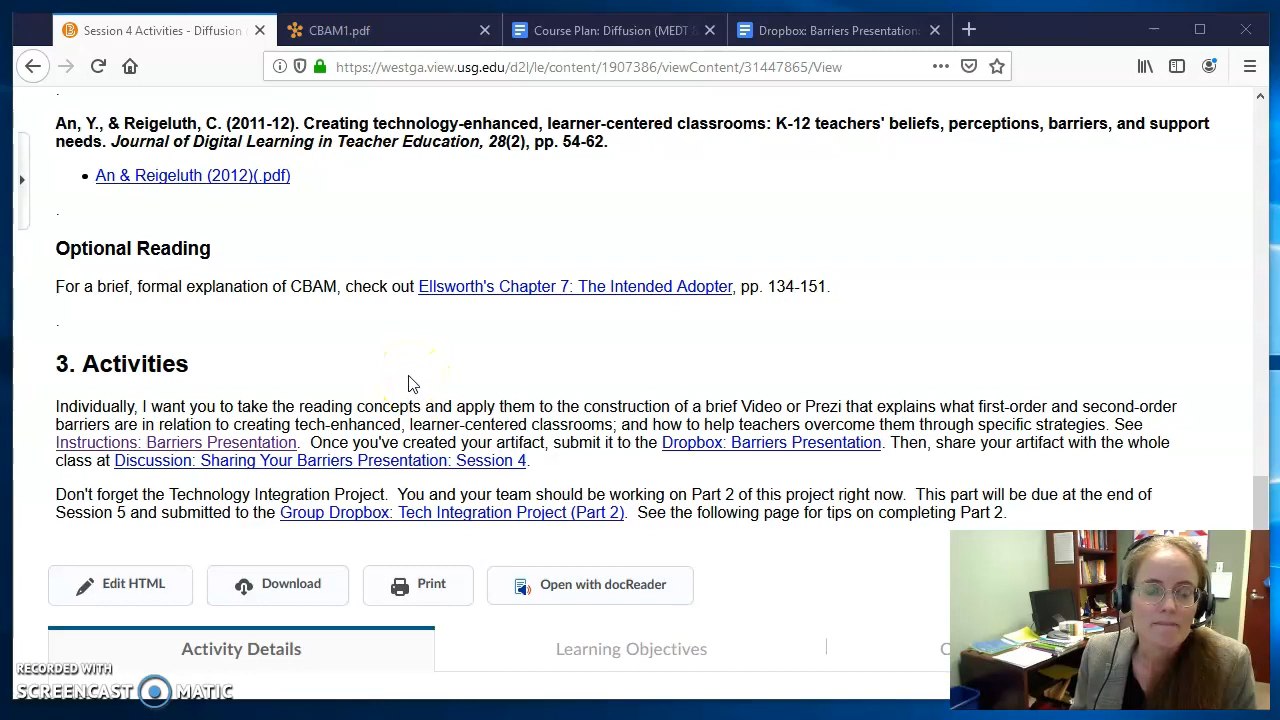 Session 4 Activities - Diffusion (
CBAM1.pdf
Course Plan: Diffusion (MEDT 8
Dropbox: Barriers Presentation:
https://westga.view.usg.edu/d2l/le/content/1907386/viewContent/31447865/View
An, Y., & Reigeluth, C. (2011-12). Creating technology-enhanced, learner-centered classrooms: K-12 teachers' beliefs, perceptions, barriers, and support
needs. Journal of Digital Learning in Teacher Education, 28(2), pp. 54-62.
• An & Reigeluth (2012)(.pdf)
.
Optional Reading
For a brief, formal explanation of CBAM, check out Ellsworth's Chapter 7: The Intended Adopter, pp. 134-151.
.
3. Activities
Individually, I want you to take the reading concepts and apply them to the construction of a brief Video or Prezi that explains what first-order and second-order
barriers are in relation to creating tech-enhanced, learner-centered classrooms; and how to help teachers overcome them through specific strategies. See
Instructions: Barriers Presentation. Once you've created your artifact, submit it to the Dropbox: Barriers Presentation. Then, share your artifact with the whole
class at Discussion: Sharing Your Barriers Presentation: Session 4.
Don't forget the Technology Integration Project. You and your team should be working on Part 2 of this project right now. This part will be due at the end of
Session 5 and submitted to the Group Dropbox: Tech Integration Project (Part 2). See the following page for tips on completing Part 2.
Edit HTML
Download
Print
Open with docReader
Activity Details
Learning Objectives
RECORDED WITH
SCREENCAST MATIC